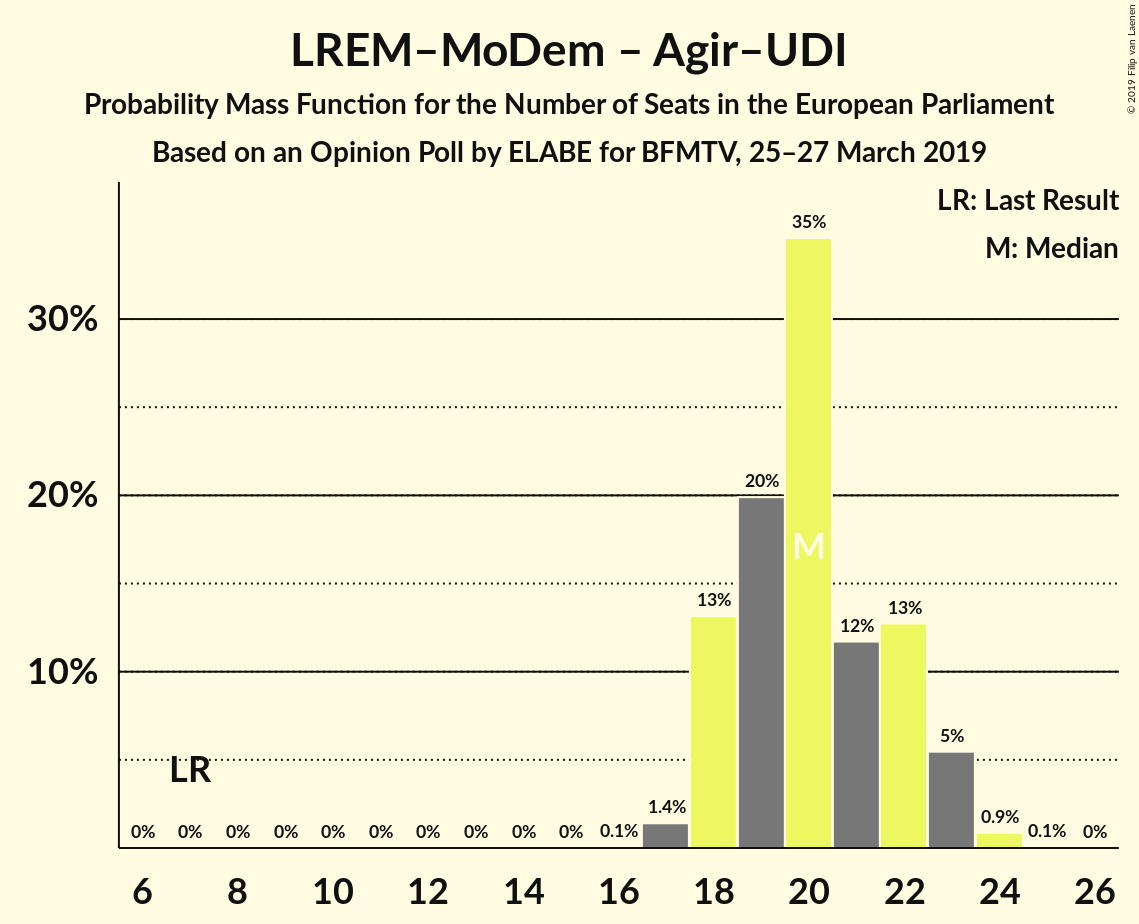 LREM–MoDem – Agir–UDI
Probability Mass Function for the Number of Seats in the European Parliament
Based on an Opinion Poll by ELABE for BFMTV, 25–27 March 2019
© 2019 Filip van Laenen
LR: Last Result
M: Median
35%
30%
20%
20%
M
13%
13%
12%
10%
5%
LR
1.4%
0.9%
0% 0% 0% 0% 0% 0% 0% 0% 0% 0% 0.1% 0.1% 0%
6 8 10 12 14 16 18 20 22 24 26